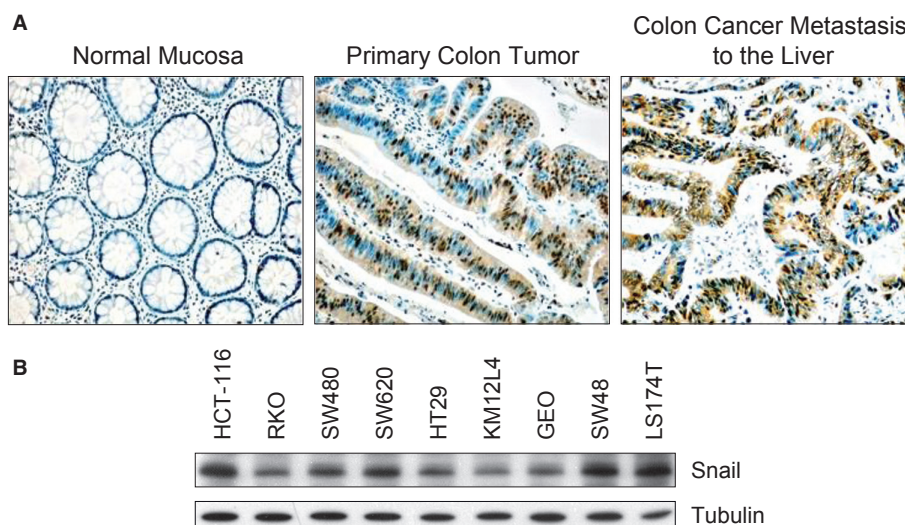 A
Normal Mucosa
Primary Colon Tumor
Colon Cancer Metastasis
to the Liver
B
HCT-116
RKO
SW480
SW620
HT29
KM12L4
GEO
SW48
LS174T
Snail
Tubulin